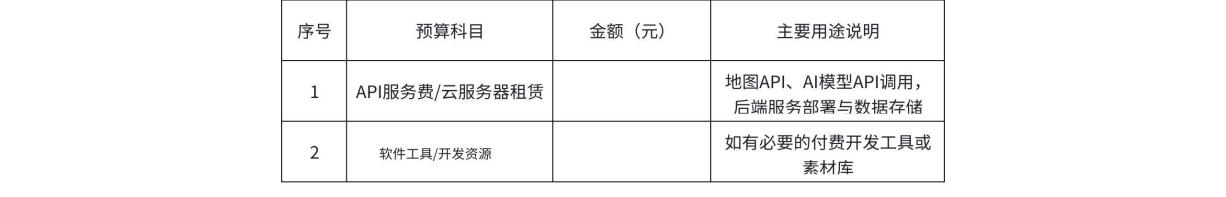 序号 预算科目 金额（元） 主要用途说明
1 API服务费/云服务器租赁 地图API、AI模型API调用，
后端服务部署与数据存储
2 软件工具/开发资源 如有必要的付费开发工具或
素材库